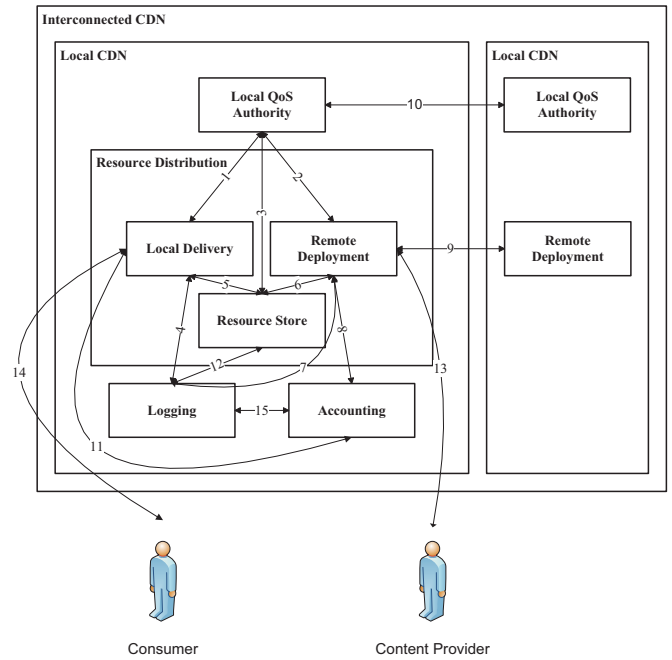 Interconnected CDN
Local CDN
Local CDN
Local QoS
Authority
10
Local QoS
Authority
Resource Distribution
1
2
3
Local Delivery
Remote
Deployment
9
Remote
Deployment
5
6
Resource Store
4
8
12
7
13
14
Logging
15
Accounting
11
Consumer
Content Provider